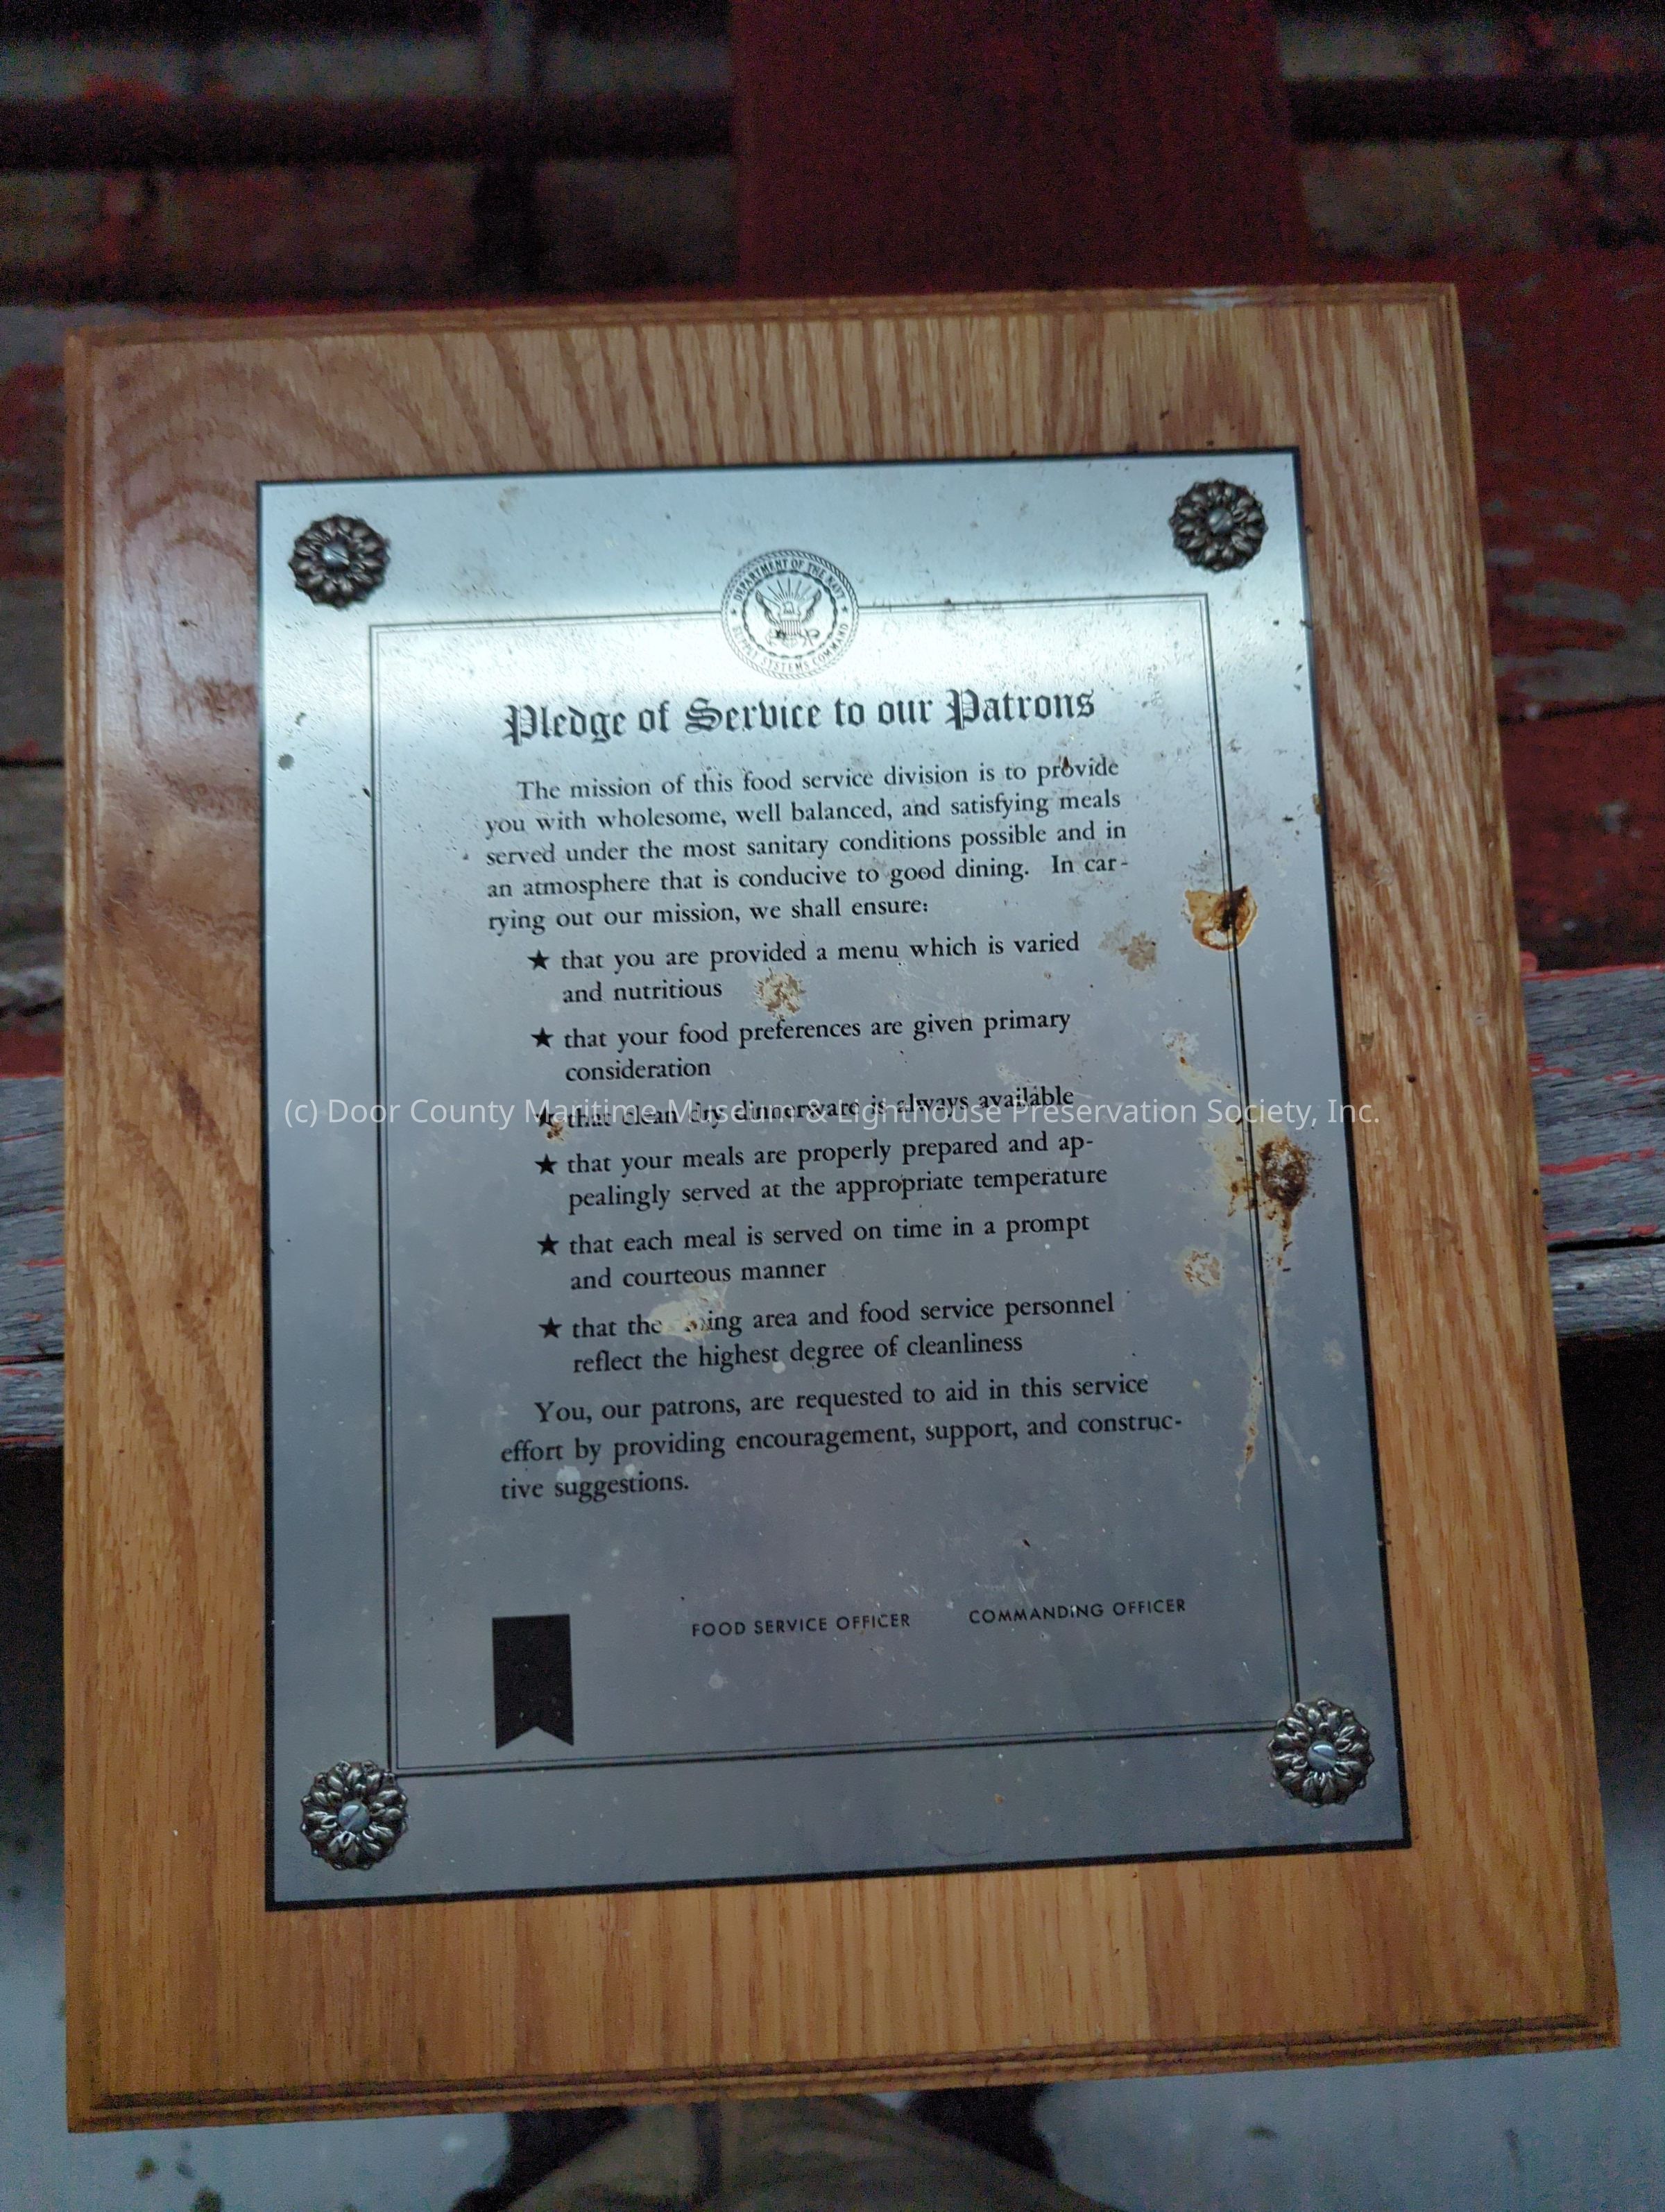 DEPARTMENT OF THE NAVY
SUPPLY SYSTEMS COMMAND
Pledge of Service to our Patrons
The mission of this food service division is to provide
you with wholesome, well balanced, and satisfying meals
served under the most sanitary conditions possible and in
an atmosphere that is conducive to good dining. In car-
rying out our mission, we shall ensure:
★ that you are provided a menu which is varied
and nutritious
★ that your food preferences are given primary
consideration
★ that clean dry dinnerware is always available
(c) Door County Maritime Museum & Lighthouse Preservation Society, Inc.
★ that your meals are properly prepared and ap-
pealingly served at the appropriate temperature
★ that each meal is served on time in a prompt
and courteous manner
★ that the area and food service personnel
reflect the highest degree of cleanliness
You, our patrons, are requested to aid in this service
effort by providing encouragement, support, and construc-
tive suggestions.
FOOD SERVICE OFFICER COMMANDING OFFICER